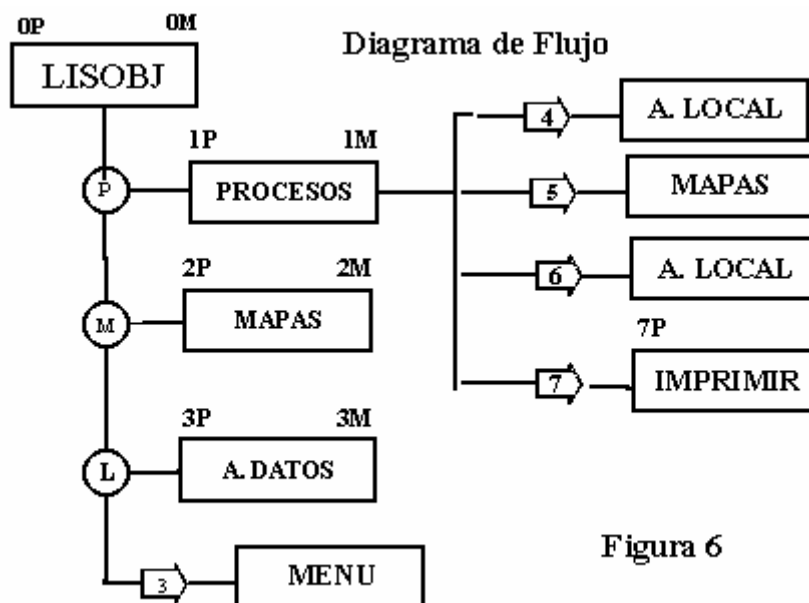 0P 0M
Diagrama de Flujo
LISOBJ
4 A. LOCAL
1P 1M
P PROCESOS
5 MAPAS
2P 2M
6 A. LOCAL
M MAPAS
7P
7 IMPRIMIR
3P 3M
L A. DATOS
Figura 6
3 MENU